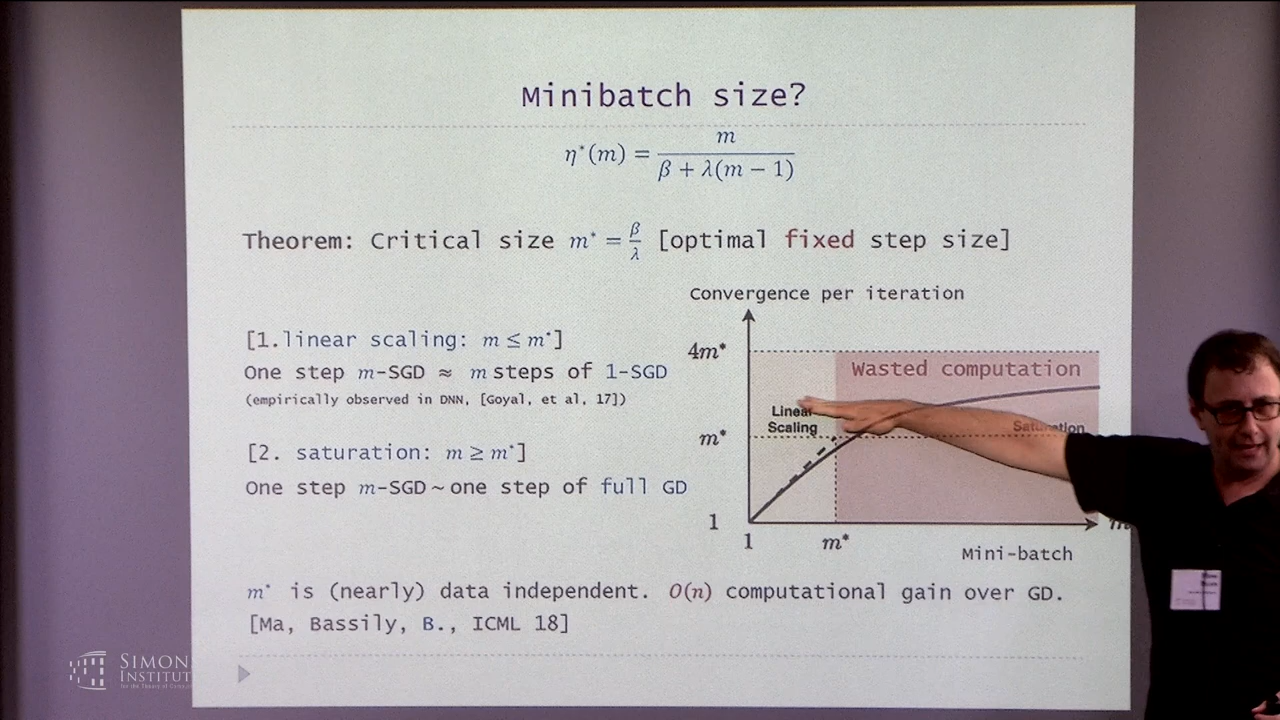 Minibatch size?
η*(m) = m / (β + λ(m − 1))
Theorem: Critical size m* = β/λ [optimal fixed step size]
Convergence per iteration
[1.linear scaling: m ≤ m*]
One step m-SGD ≈ m steps of 1-SGD
(empirically observed in DNN, [Goyal, et al, 17])
[2. saturation: m ≥ m*]
One step m-SGD ~ one step of full GD
4m*
Wasted computation
Linear
Scaling
m*
Saturation
1
1
m*
m
Mini-batch
m* is (nearly) data independent. O(n) computational gain over GD.
[Ma, Bassily, B., ICML 18]
SIMONS
INSTITUTE